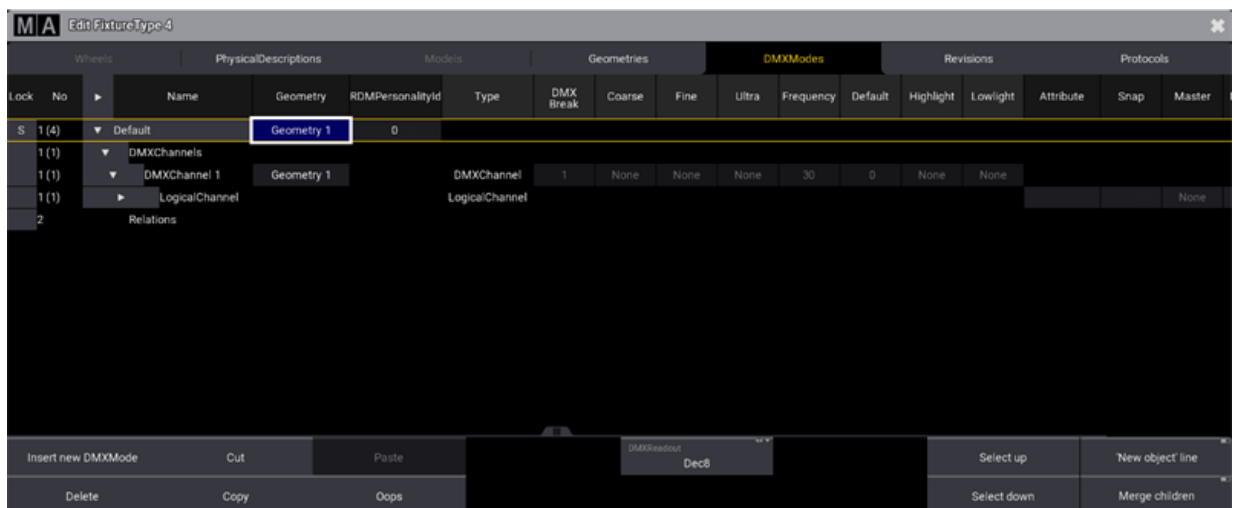 MA Edit FixtureType 4
Wheels PhysicalDescriptions Models Geometries DMXModes Revisions Protocols
Lock No Name Geometry RDMPersonalityId Type DMX Break Coarse Fine Ultra Frequency Default Highlight Lowlight Attribute Snap Master
S 1 (4) Default Geometry 1 0
1 (1) DMXChannels
1 (1) DMXChannel 1 Geometry 1 DMXChannel 1 None None None 30 0 None None
1 (1) LogicalChannel LogicalChannel None
2 Relations
Insert new DMXMode Cut Paste DMXReadout Dec8 Select up 'New object' line
Delete Copy Oops Select down Merge children